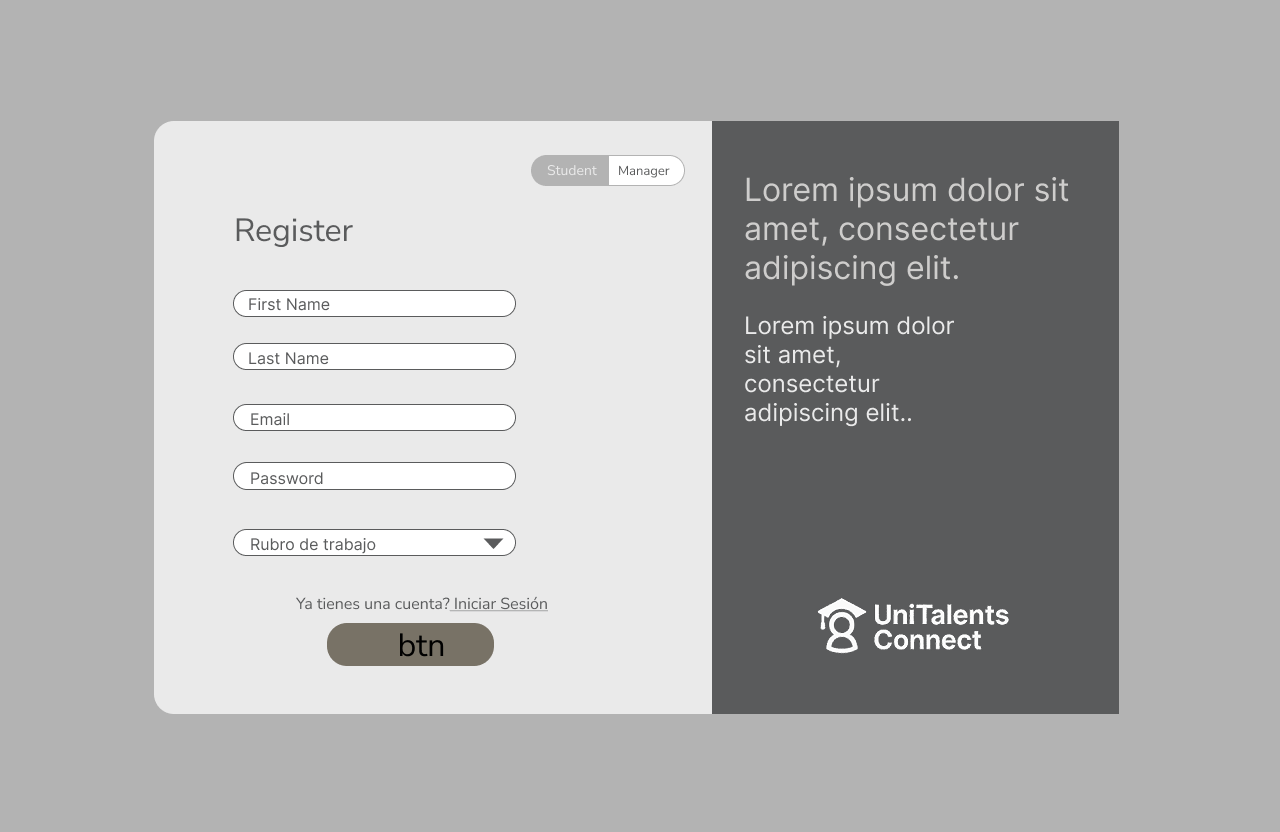 Student
Manager
Register
First Name
Last Name
Email
Password
Rubro de trabajo
Ya tienes una cuenta? Iniciar Sesión
btn
Lorem ipsum dolor sit
amet, consectetur
adipiscing elit.
Lorem ipsum dolor
sit amet,
consectetur
adipiscing elit..
UniTalents
Connect